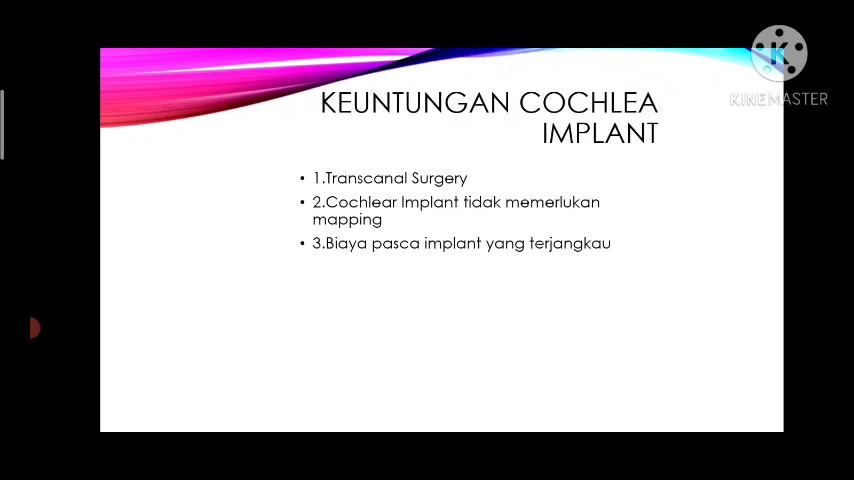 KEUNTUNGAN COCHLEA
IMPLANT
• 1.Transcanal Surgery
• 2.Cochlear Implant tidak memerlukan
mapping
• 3.Biaya pasca implant yang terjangkau
K
KINEMASTER